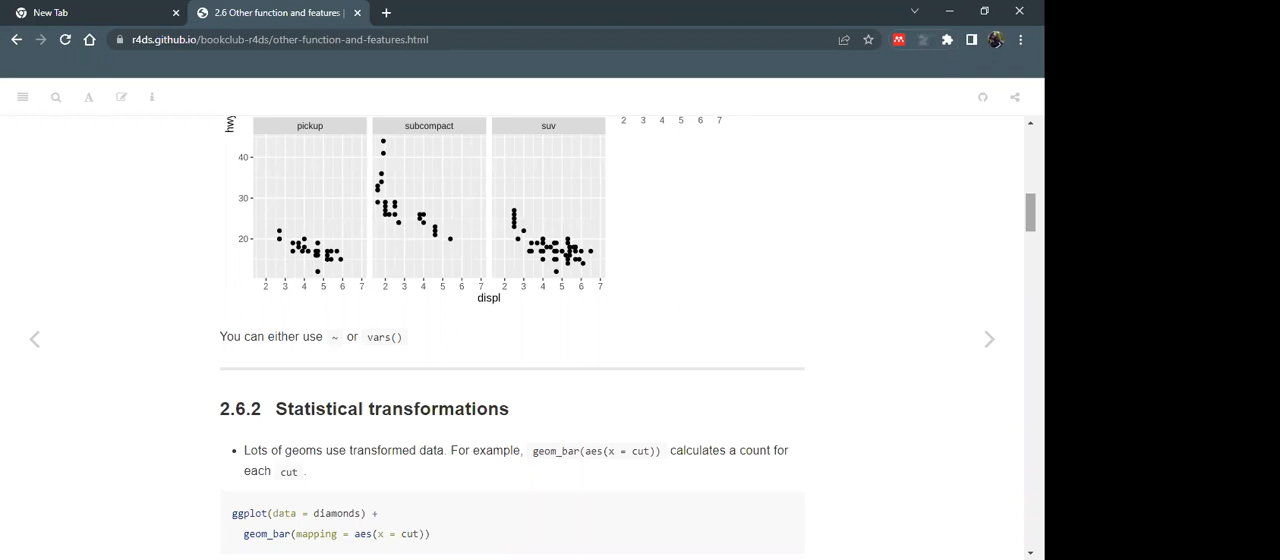 New Tab
2.6 Other function and features |
r4ds.github.io/bookclub-r4ds/other-function-and-features.html
hwy
pickup subcompact suv
2 3 4 5 6 7
40
30
20
2 3 4 5 6 7 2 3 4 5 6 7 2 3 4 5 6 7
displ
You can either use ~ or vars()
2.6.2 Statistical transformations
• Lots of geoms use transformed data. For example, geom_bar(aes(x = cut)) calculates a count for
each cut .
ggplot(data = diamonds) +
geom_bar(mapping = aes(x = cut))